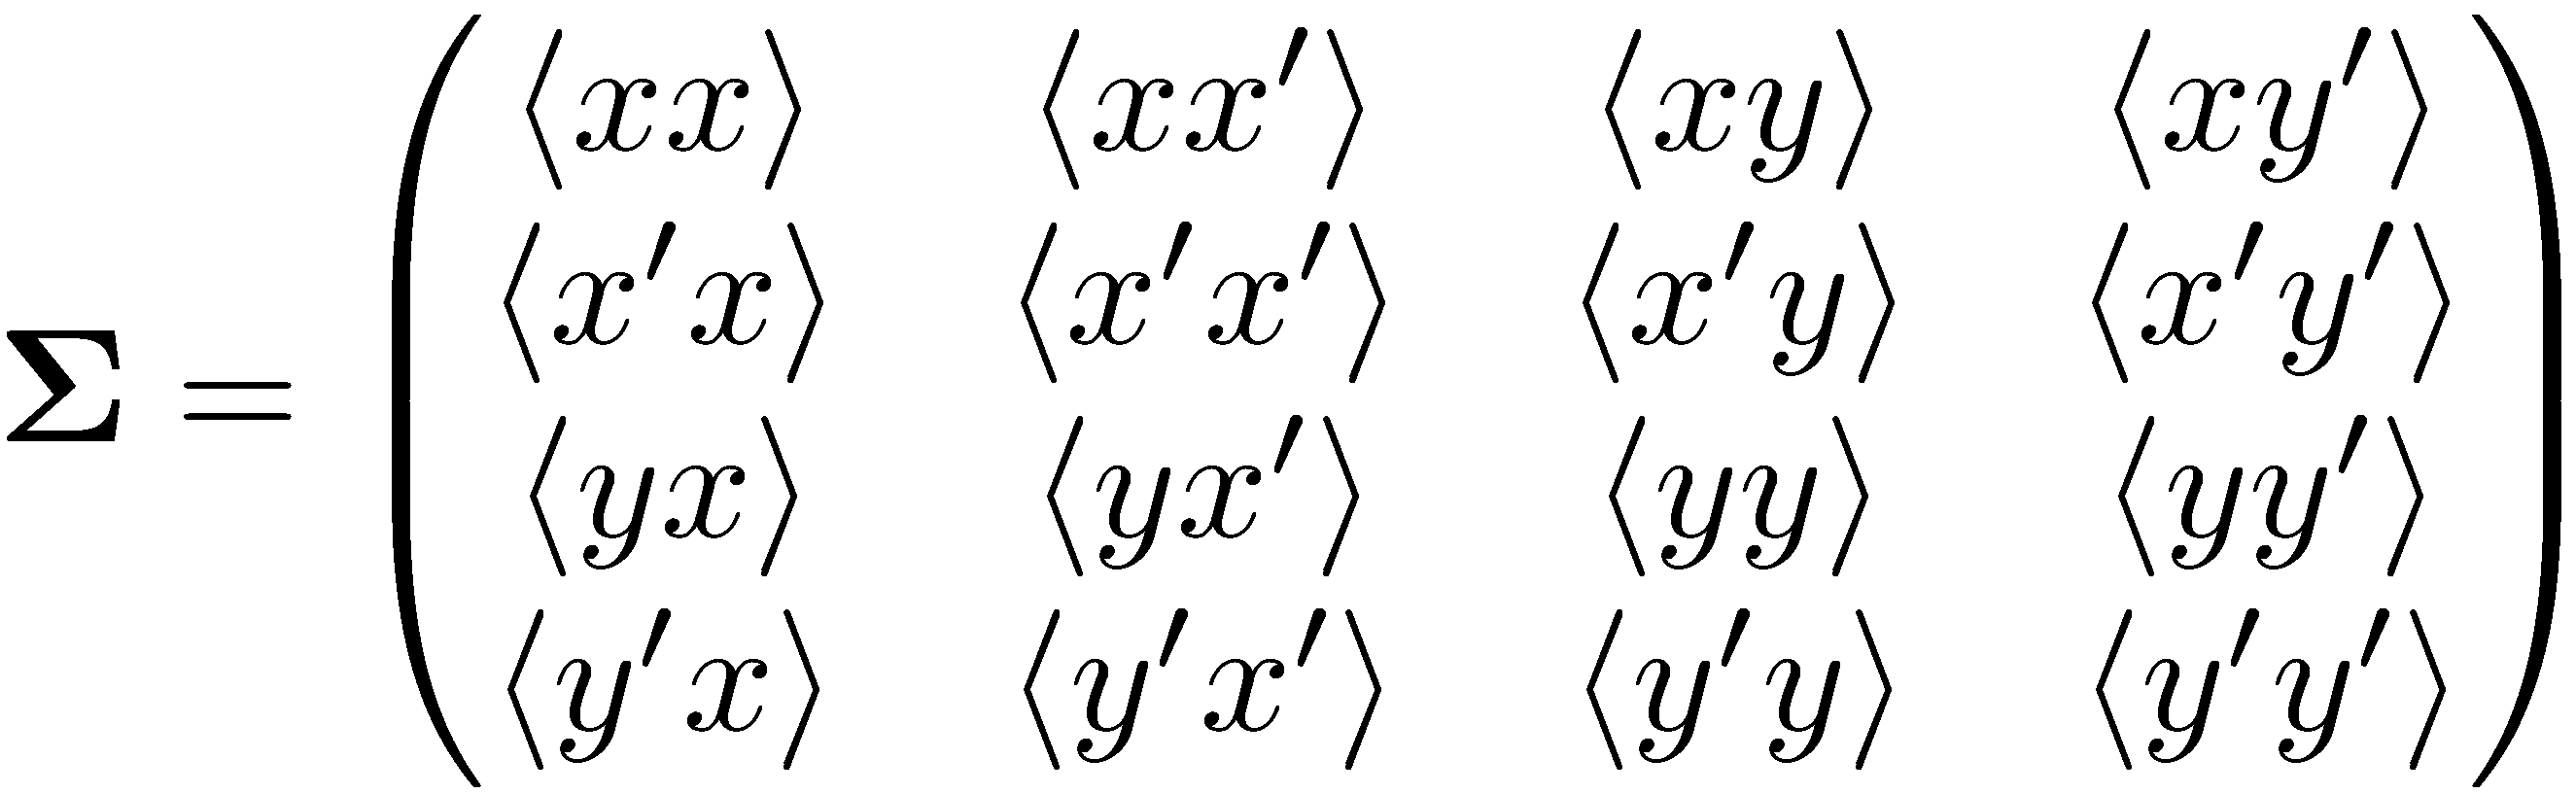 ⟨xx⟩ ⟨xx′⟩ ⟨xy⟩ ⟨xy′⟩
⟨x′x⟩ ⟨x′x′⟩ ⟨x′y⟩ ⟨x′y′⟩
Σ =
⟨yx⟩ ⟨yx′⟩ ⟨yy⟩ ⟨yy′⟩
⟨y′x⟩ ⟨y′x′⟩ ⟨y′y⟩ ⟨y′y′⟩